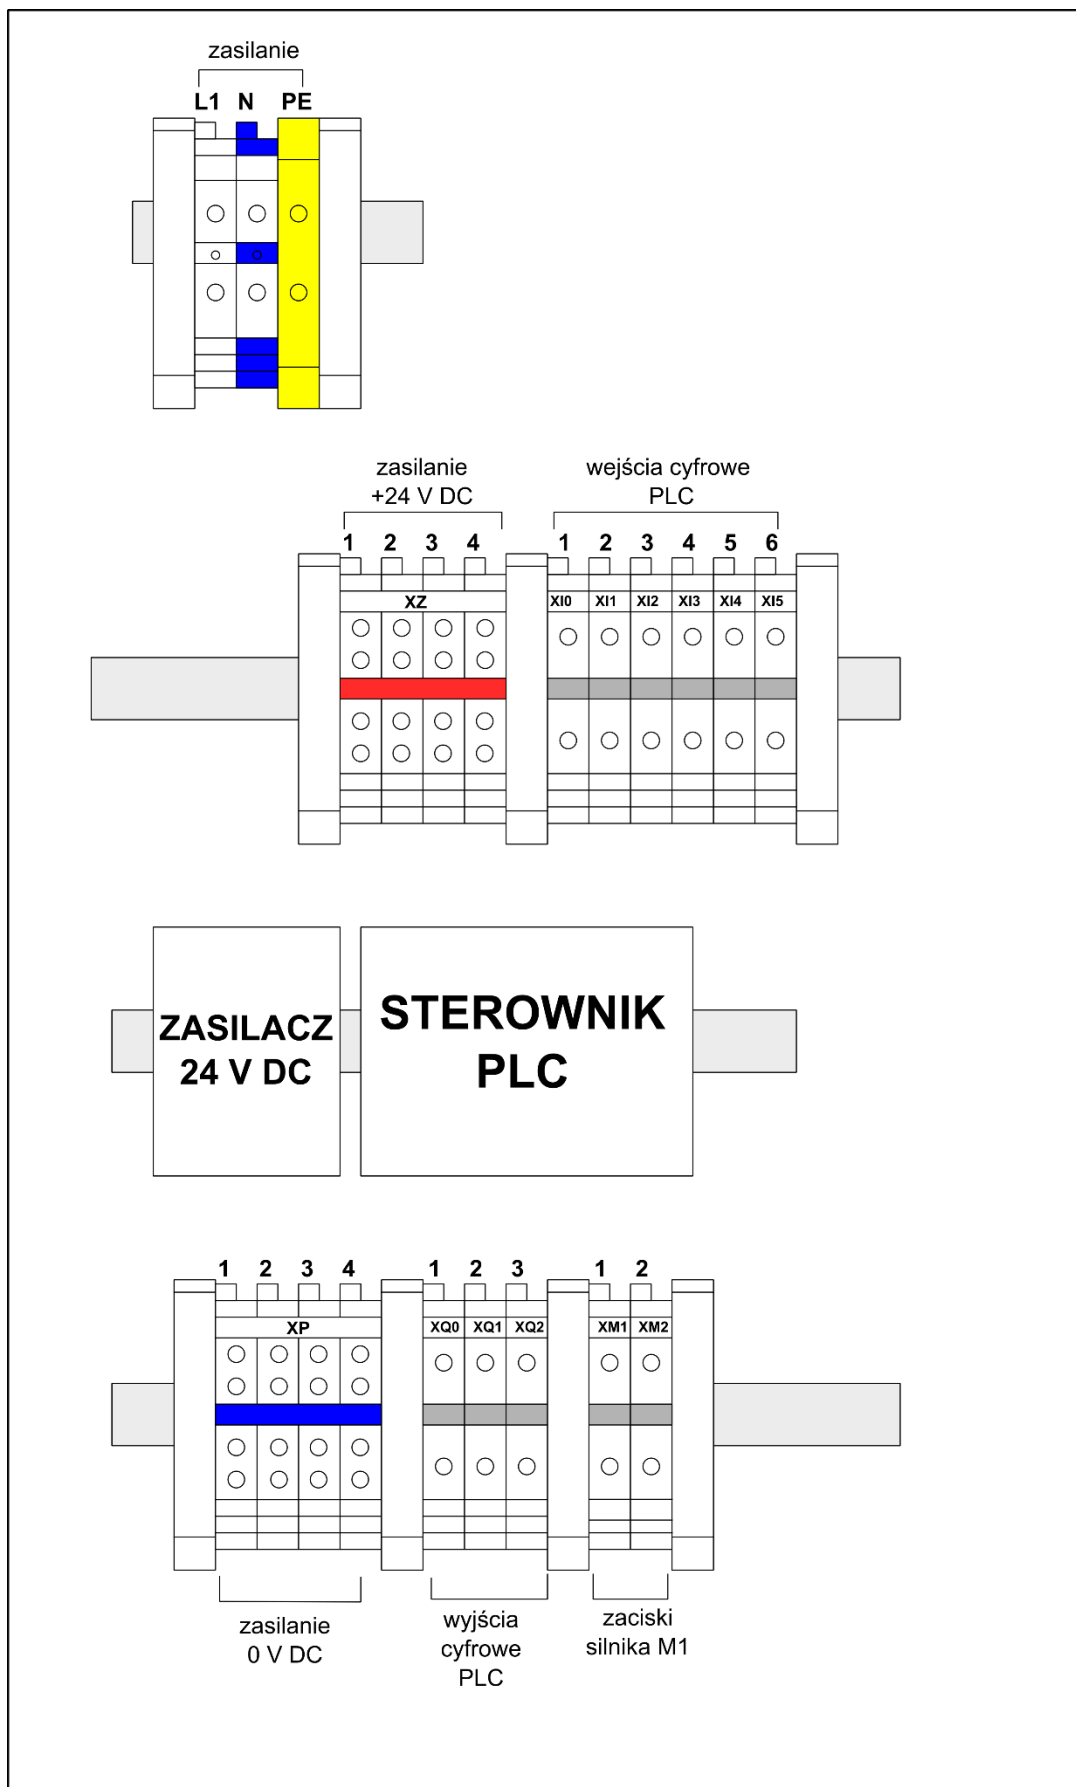 zasilanie
L1 N PE
zasilanie
+24 V DC
wejścia cyfrowe
PLC
1 2 3 4 1 2 3 4 5 6
XZ XI0 XI1 XI2 XI3 XI4 XI5
ZASILACZ
24 V DC
STEROWNIK
PLC
1 2 3 4 1 2 3 1 2
XP XQ0 XQ1 XQ2 XM1 XM2
zasilanie
0 V DC
wyjścia
cyfrowe
PLC
zaciski
silnika M1